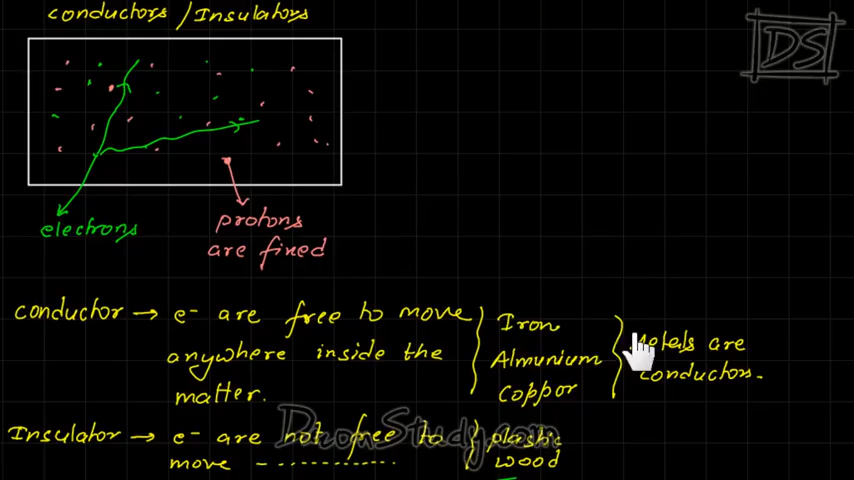 conductors / Insulators
DS
electrons
protons
are fixed
conductor → e- are free to move
anywhere inside the
matter.
Iron
Almunium
Coppor
Metals are
conductors.
Insulator → e- are not free to
move ------------
plastic
wood
DronStudy.com